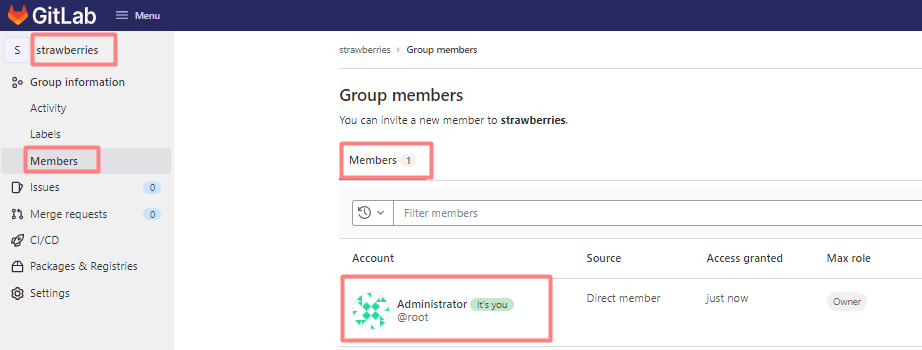 GitLab
Menu
S strawberries
Group information
Activity
Labels
Members
Issues 0
Merge requests 0
CI/CD
Packages & Registries
Settings
strawberries › Group members
Group members
You can invite a new member to strawberries.
Members 1
Filter members
Account Source Access granted Max role
Administrator It's you
@root
Direct member
just now
Owner